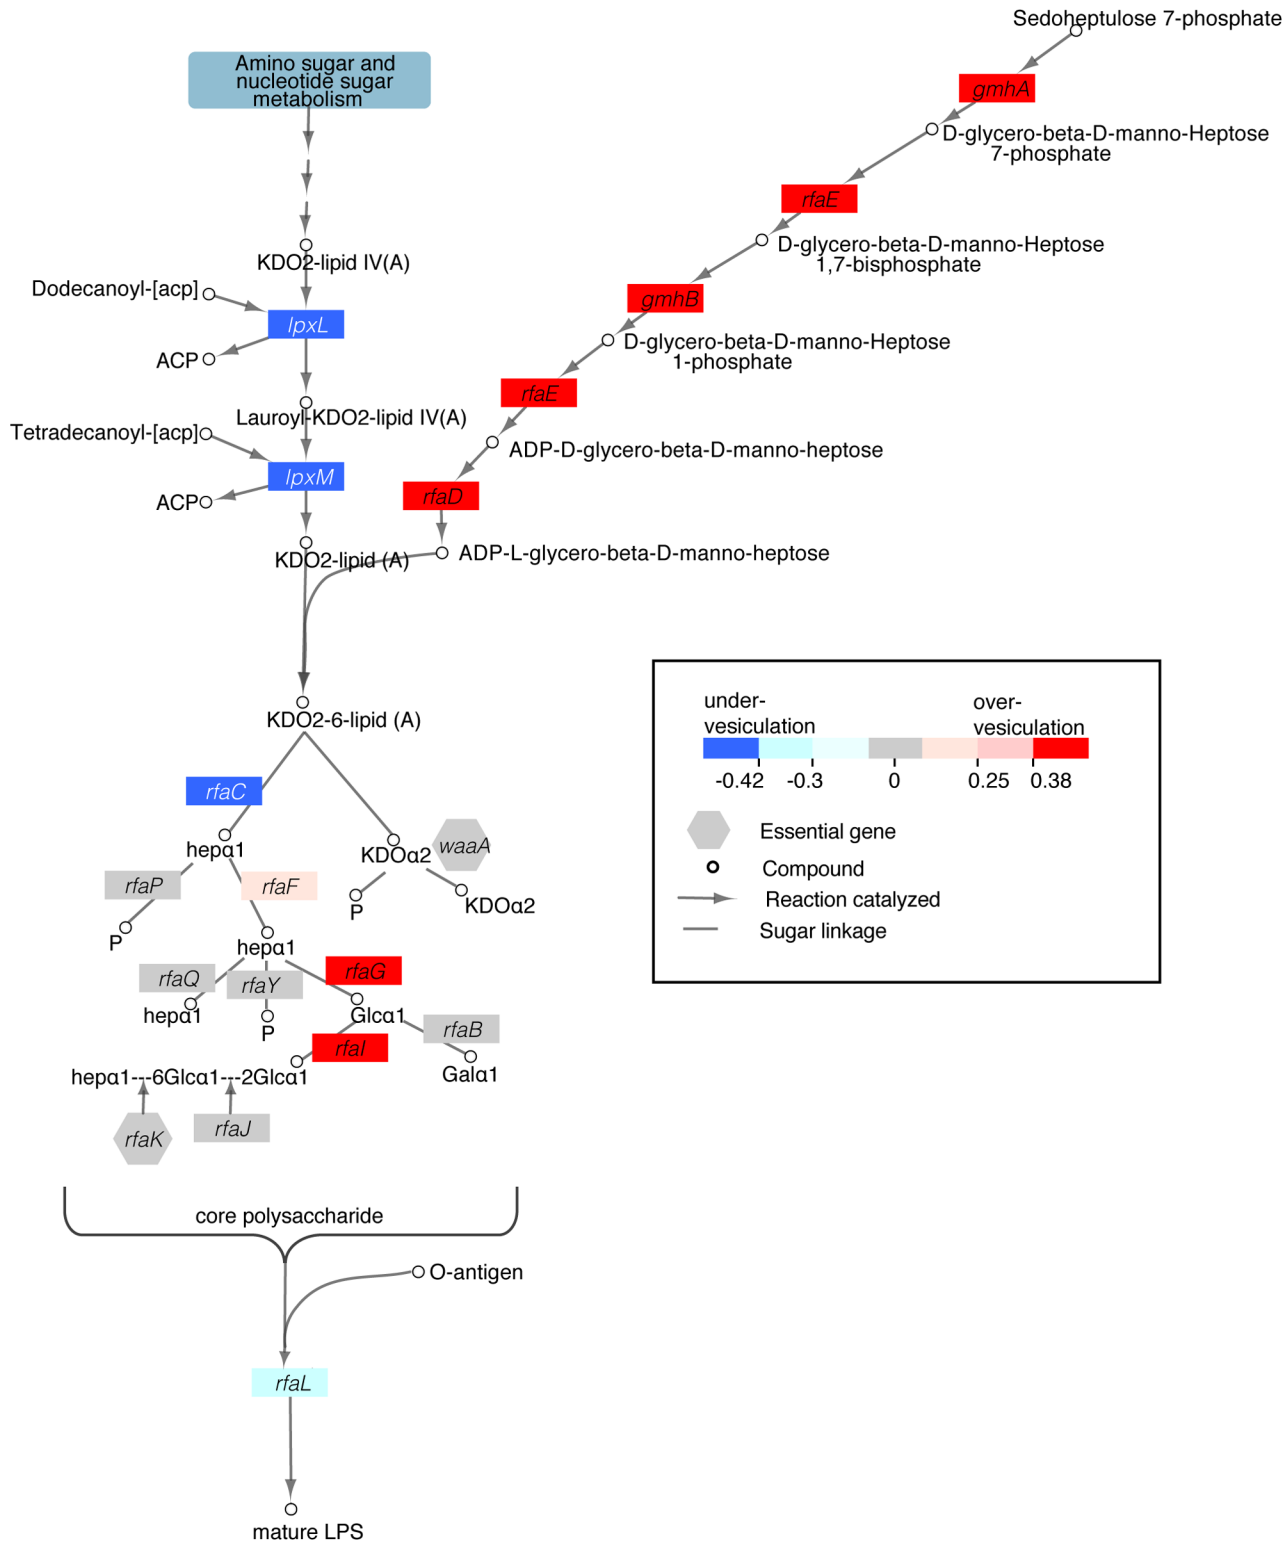 Sedoheptulose 7-phosphate
Amino sugar and
nucleotide sugar
metabolism
gmhA
D-glycero-beta-D-manno-Heptose
7-phosphate
rfaE
D-glycero-beta-D-manno-Heptose
1,7-bisphosphate
KDO2-lipid IV(A)
Dodecanoyl-[acp]
gmhB
lpxL
D-glycero-beta-D-manno-Heptose
1-phosphate
ACP
rfaE
Lauroyl-KDO2-lipid IV(A)
Tetradecanoyl-[acp]
ADP-D-glycero-beta-D-manno-heptose
lpxM
rfaD
ACP
KDO2-lipid (A)
ADP-L-glycero-beta-D-manno-heptose
KDO2-6-lipid (A)
rfaC
hepα1
KDOα2
waaA
rfaP
rfaF
P
KDOα2
P
hepα1
rfaQ
rfaY
rfaG
hepα1
P
Glcα1
rfaB
rfaI
Galα1
hepα1---6Glcα1---2Glcα1
rfaK
rfaJ
core polysaccharide
O-antigen
rfaL
mature LPS
under-
vesiculation
over-
vesiculation
-0.42 -0.3 0 0.25 0.38
Essential gene
Compound
Reaction catalyzed
Sugar linkage